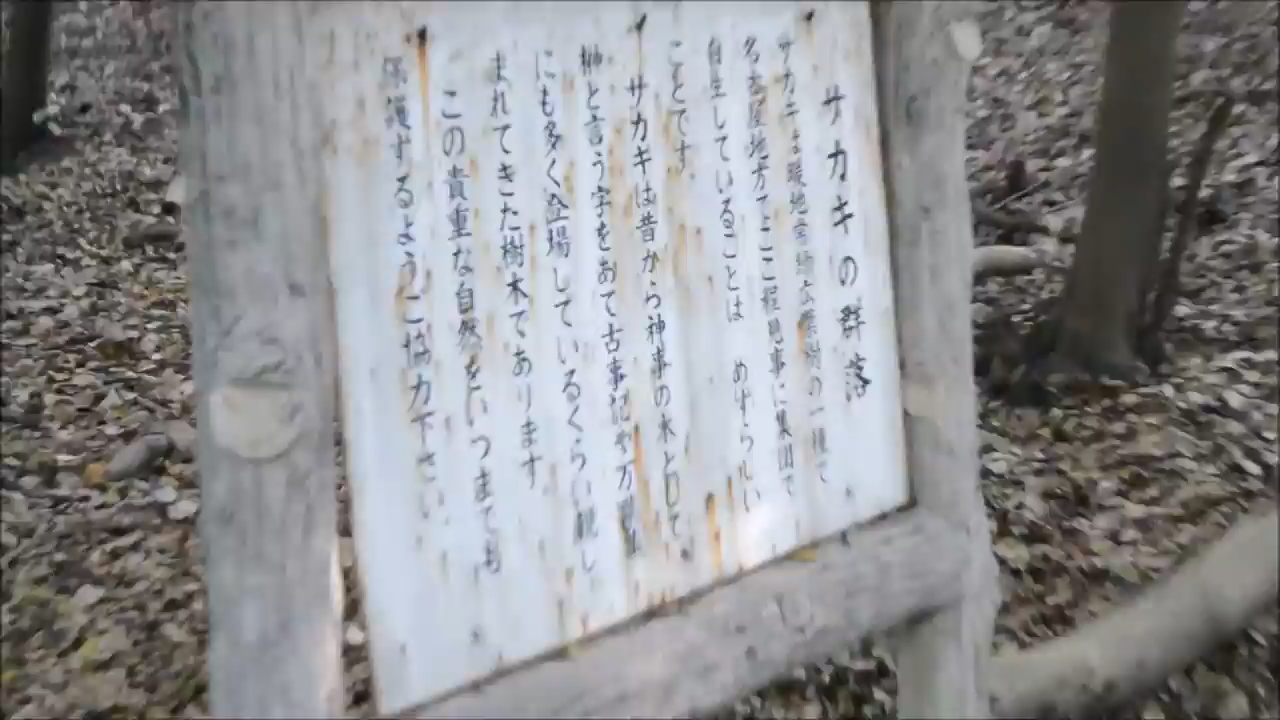 サカキの群落
サカキは暖地常緑広葉樹の一種で
名古屋地方でここ程見事に集団で
自生していることは めずらしい
ことです。
サカキは昔から神事の木として
榊と言う字をあて古事記や万葉
にも多く登場しているくらい親し
まれてきた樹木であります。
この貴重な自然をいつまでも
保護するようご協力下さい。